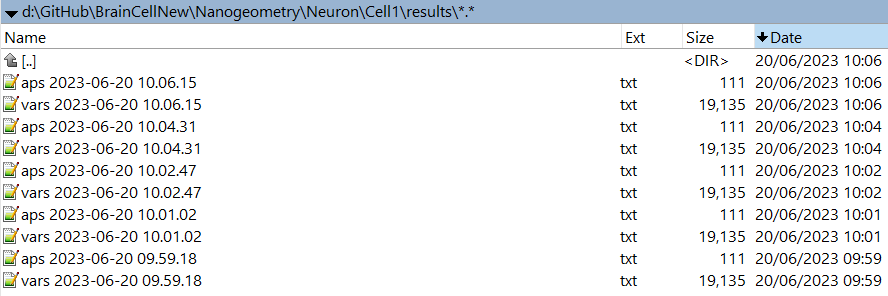 d:\GitHub\BrainCellNew\Nanogeometry\Neuron\Cell1\results\*.*
Name Ext Size Date
[..] <DIR> 20/06/2023 10:06
aps 2023-06-20 10.06.15 txt 111 20/06/2023 10:06
vars 2023-06-20 10.06.15 txt 19,135 20/06/2023 10:06
aps 2023-06-20 10.04.31 txt 111 20/06/2023 10:04
vars 2023-06-20 10.04.31 txt 19,135 20/06/2023 10:04
aps 2023-06-20 10.02.47 txt 111 20/06/2023 10:02
vars 2023-06-20 10.02.47 txt 19,135 20/06/2023 10:02
aps 2023-06-20 10.01.02 txt 111 20/06/2023 10:01
vars 2023-06-20 10.01.02 txt 19,135 20/06/2023 10:01
aps 2023-06-20 09.59.18 txt 111 20/06/2023 09:59
vars 2023-06-20 09.59.18 txt 19,135 20/06/2023 09:59